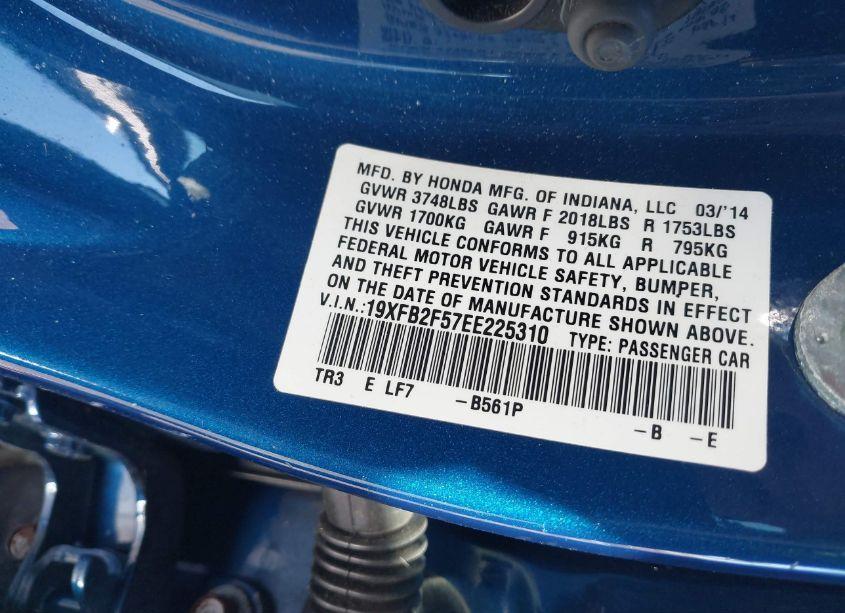 MFD. BY HONDA MFG. OF INDIANA, LLC 03/'14
GVWR 3748LBS GAWR F 2018LBS R 1753LBS
GVWR 1700KG GAWR F 915KG R 795KG
THIS VEHICLE CONFORMS TO ALL APPLICABLE
FEDERAL MOTOR VEHICLE SAFETY, BUMPER,
AND THEFT PREVENTION STANDARDS IN EFFECT
ON THE DATE OF MANUFACTURE SHOWN ABOVE.
V.I.N.:19XFB2F57EE225310 TYPE: PASSENGER CAR
TR3 E LF7 -B561P -B -E